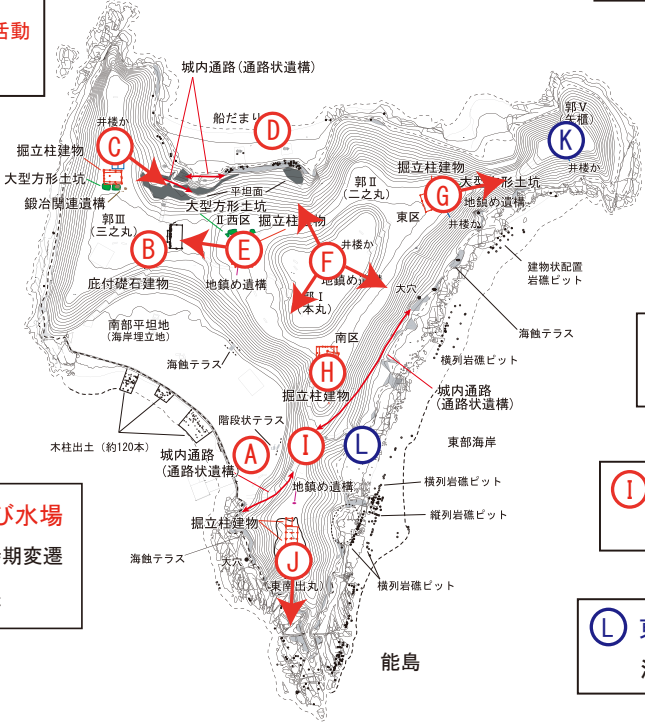 活動
城内通路(通路状遺構)
船だまり
D
郭Ⅴ
(矢櫃)
K
井楼か
井楼か
C
掘立柱建物
大型方形土坑
鍛冶関連遺構
郭Ⅲ
(三之丸)
平坦面
大型方形土坑
Ⅱ西区
掘立柱建物
郭Ⅱ
(二之丸)
掘立柱建物
大型方形土坑
G
地鎮め遺構
東区
井楼か
B
E
F
井楼か
地鎮め遺構
地鎮め遺構
郭Ⅰ
(本丸)
大穴
建物状配置
岩礁ピット
庇付礎石建物
南部平坦地
(海岸埋立地)
海蝕テラス
海蝕テラス
南区
H
掘立柱建物
横列岩礁ピット
城内通路
(通路状遺構)
木柱出土(約120本)
階段状テラス
A
I
L
東部海岸
城内通路
(通路状遺構)
地鎮め遺構
横列岩礁ピット
縦列岩礁ピット
掘立柱建物
海蝕テラス
大穴
J
東南出丸)
横列岩礁ピット
能島
び水場
期変遷
I
L